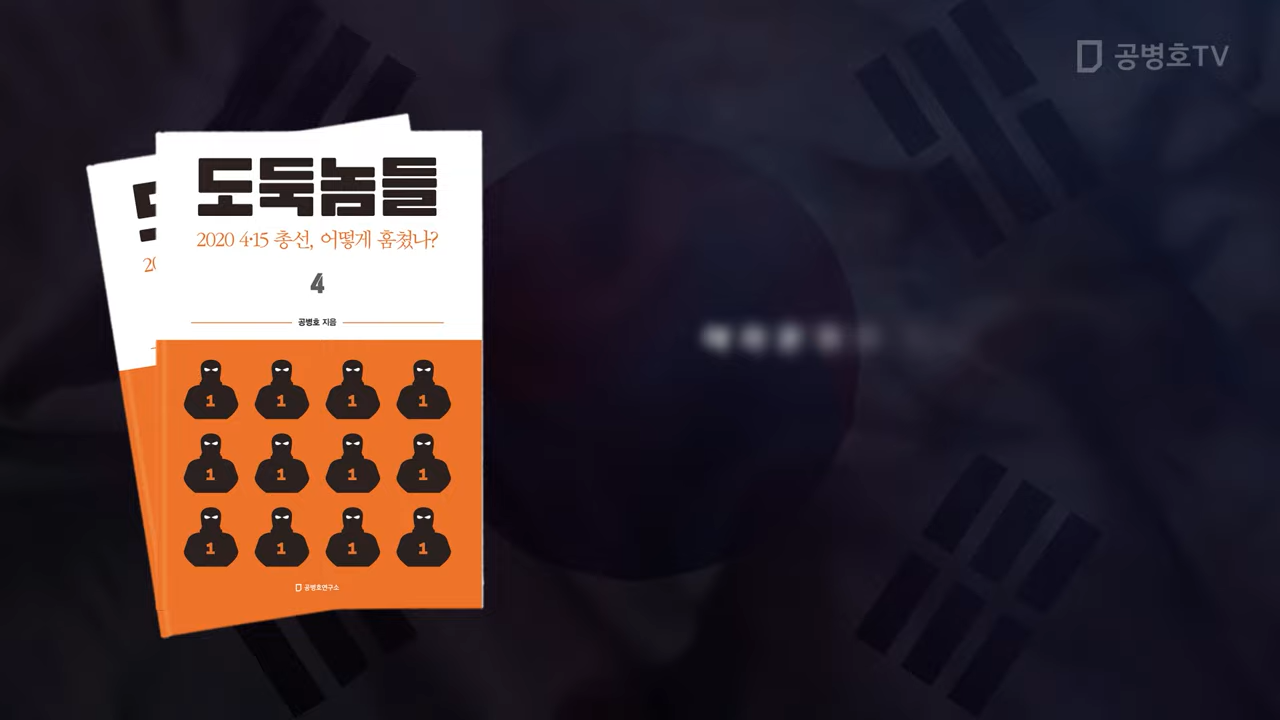 공병호TV
도둑놈들
2020 4·15 총선, 어떻게 훔쳤나?
4
공병호 지음
1 1 1 1
1 1 1 1
1 1 1 1
공병호연구소
20